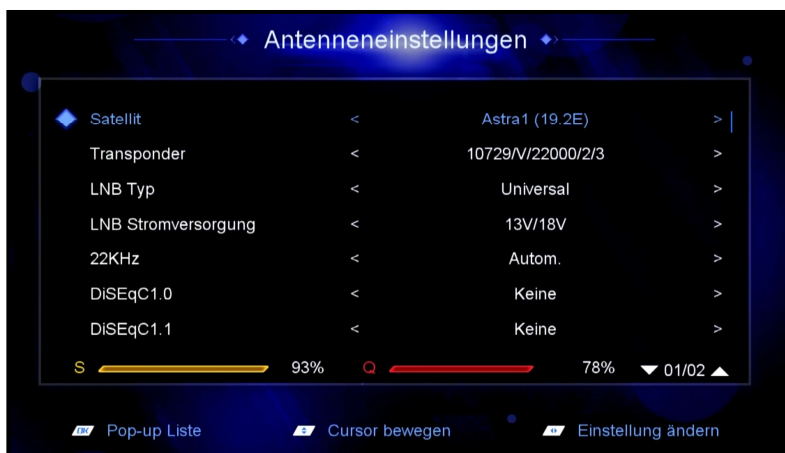 Antenneneinstellungen
Satellit < Astra1 (19.2E) >
Transponder < 10729/V/22000/2/3 >
LNB Typ < Universal >
LNB Stromversorgung < 13V/18V >
22KHz < Autom. >
DiSEqC1.0 < Keine >
DiSEqC1.1 < Keine >
S 93% Q 78% 01/02
OK Pop-up Liste Cursor bewegen Einstellung ändern